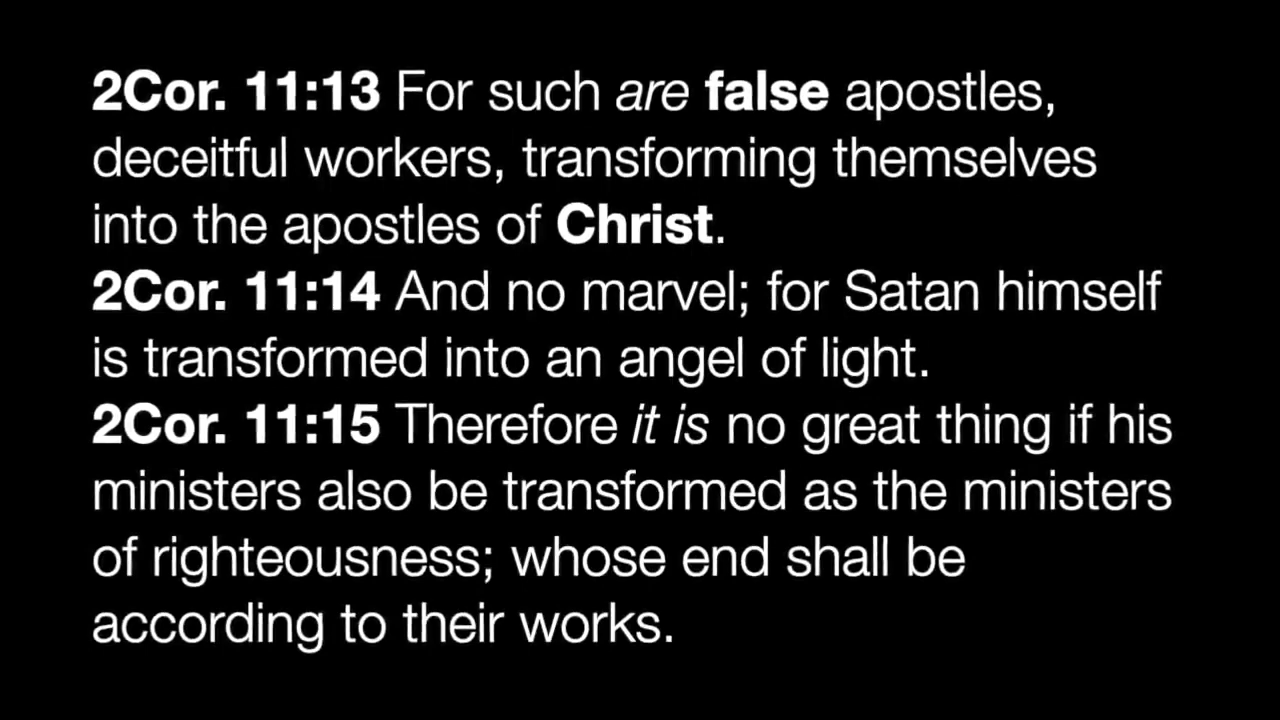 2Cor. 11:13 For such are false apostles,
deceitful workers, transforming themselves
into the apostles of Christ.
2Cor. 11:14 And no marvel; for Satan himself
is transformed into an angel of light.
2Cor. 11:15 Therefore it is no great thing if his
ministers also be transformed as the ministers
of righteousness; whose end shall be
according to their works.